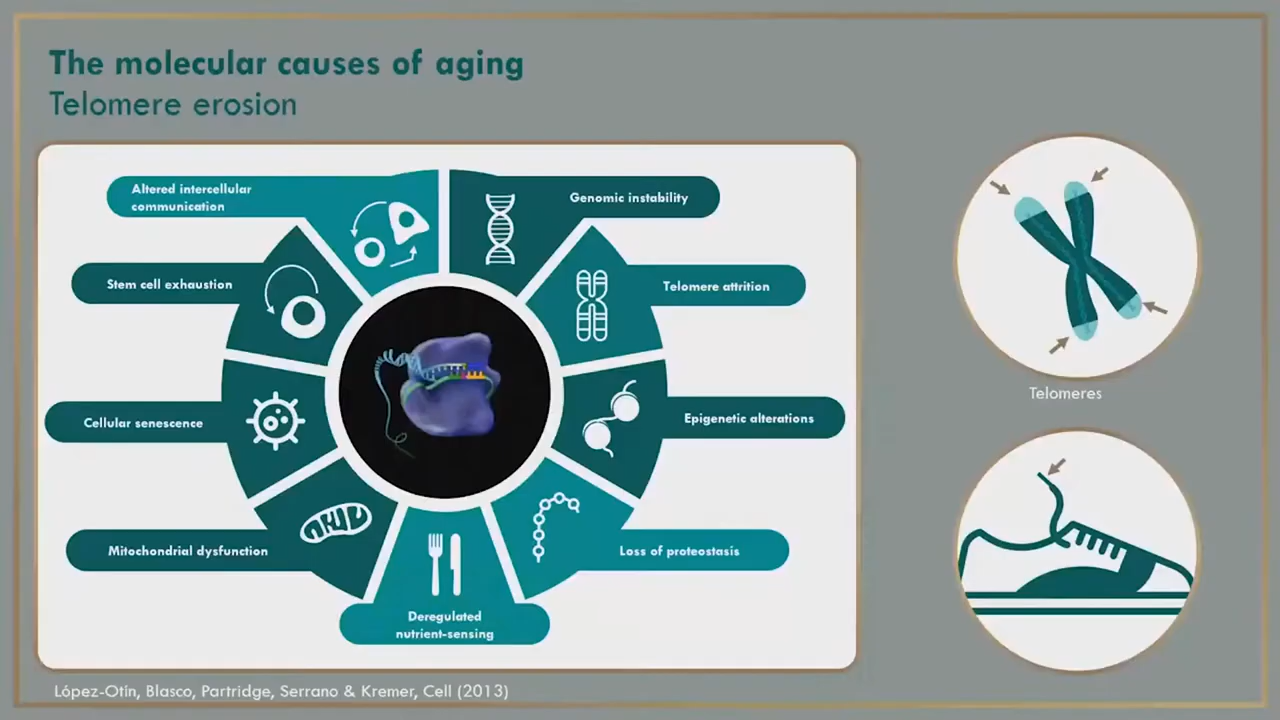 The molecular causes of aging
Telomere erosion
Altered intercellular
communication
Genomic instability
Stem cell exhaustion
Telomere attrition
Cellular senescence
Epigenetic alterations
Mitochondrial dysfunction
Loss of proteostasis
Deregulated
nutrient-sensing
Telomeres
López-Otín, Blasco, Partridge, Serrano & Kremer, Cell (2013)